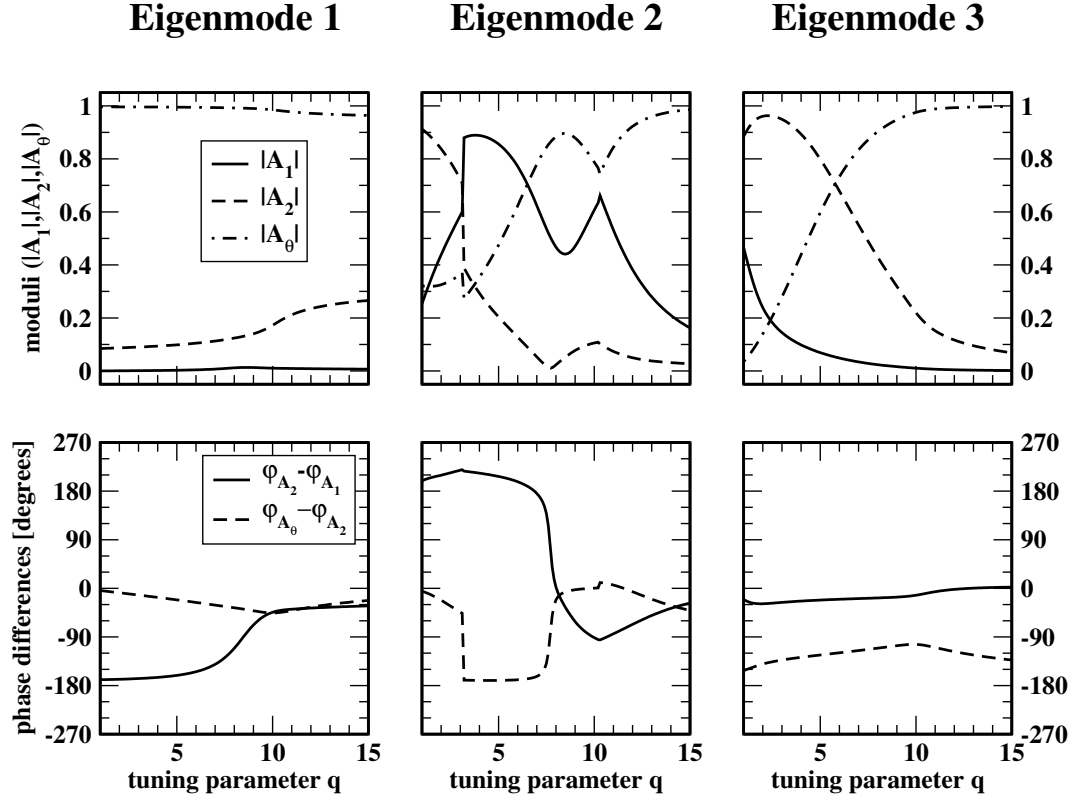 Eigenmode 1 Eigenmode 2 Eigenmode 3
moduli (|A1|,|A2|,|Aθ|)
1
0.8
0.6
0.4
0.2
0
|A1|
|A2|
|Aθ|
1
0.8
0.6
0.4
0.2
0
phase differences [degrees]
270
180
90
0
-90
-180
-270
φA2-φA1
φAθ−φA2
270
180
90
0
-90
-180
-270
5 10 15 5 10 15 5 10 15
tuning parameter q tuning parameter q tuning parameter q